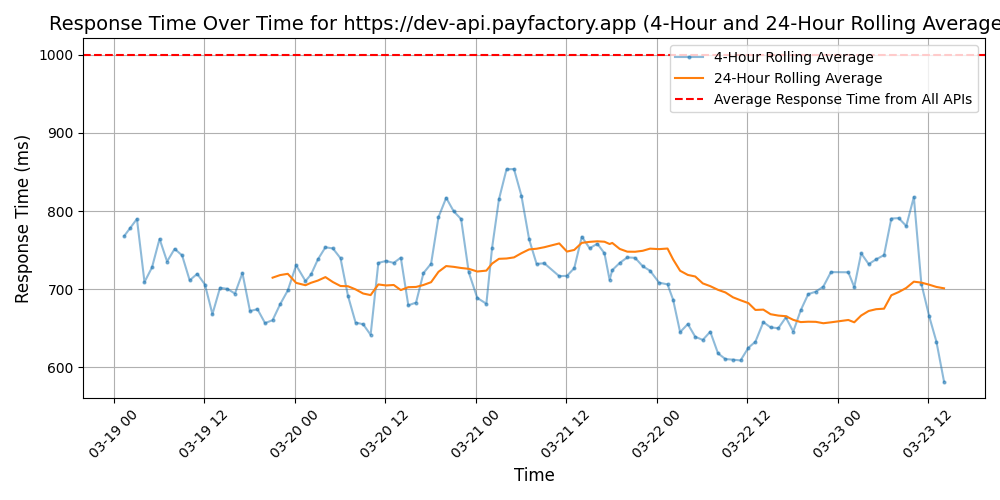 Response Time Over Time for https://dev-api.payfactory.app (4-Hour and 24-Hour Rolling Average
4-Hour Rolling Average
24-Hour Rolling Average
Average Response Time from All APIs
Response Time (ms)
1000
900
800
700
600
03-19 00
03-19 12
03-20 00
03-20 12
03-21 00
03-21 12
03-22 00
03-22 12
03-23 00
03-23 12
Time